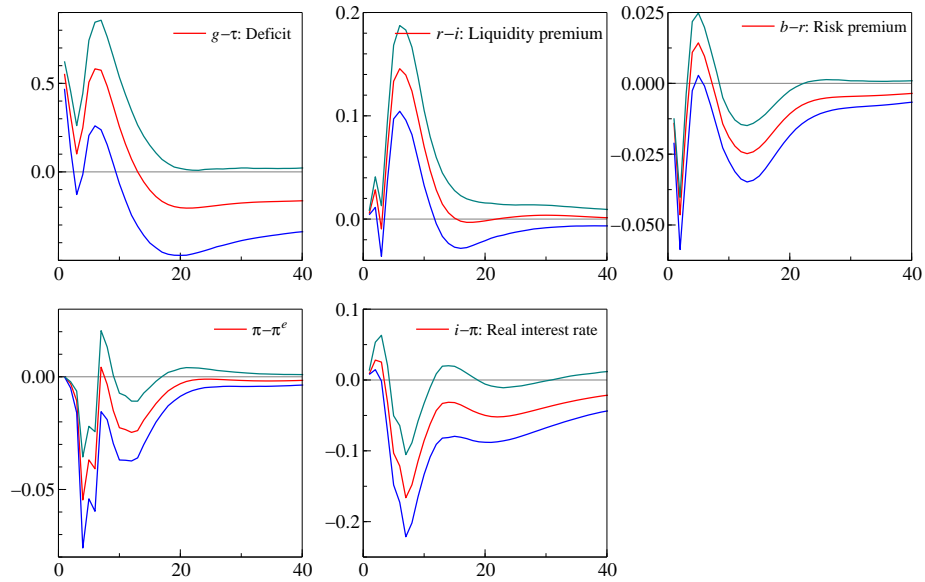 g−τ: Deficit
0.5
0.0
0 20 40
r−i: Liquidity premium
0.2
0.1
0.0
0 20 40
b−r: Risk premium
0.025
0.000
−0.025
−0.050
0 20 40
π−πᵉ
0.00
−0.05
0 20 40
i−π: Real interest rate
0.1
0.0
−0.1
−0.2
0 20 40